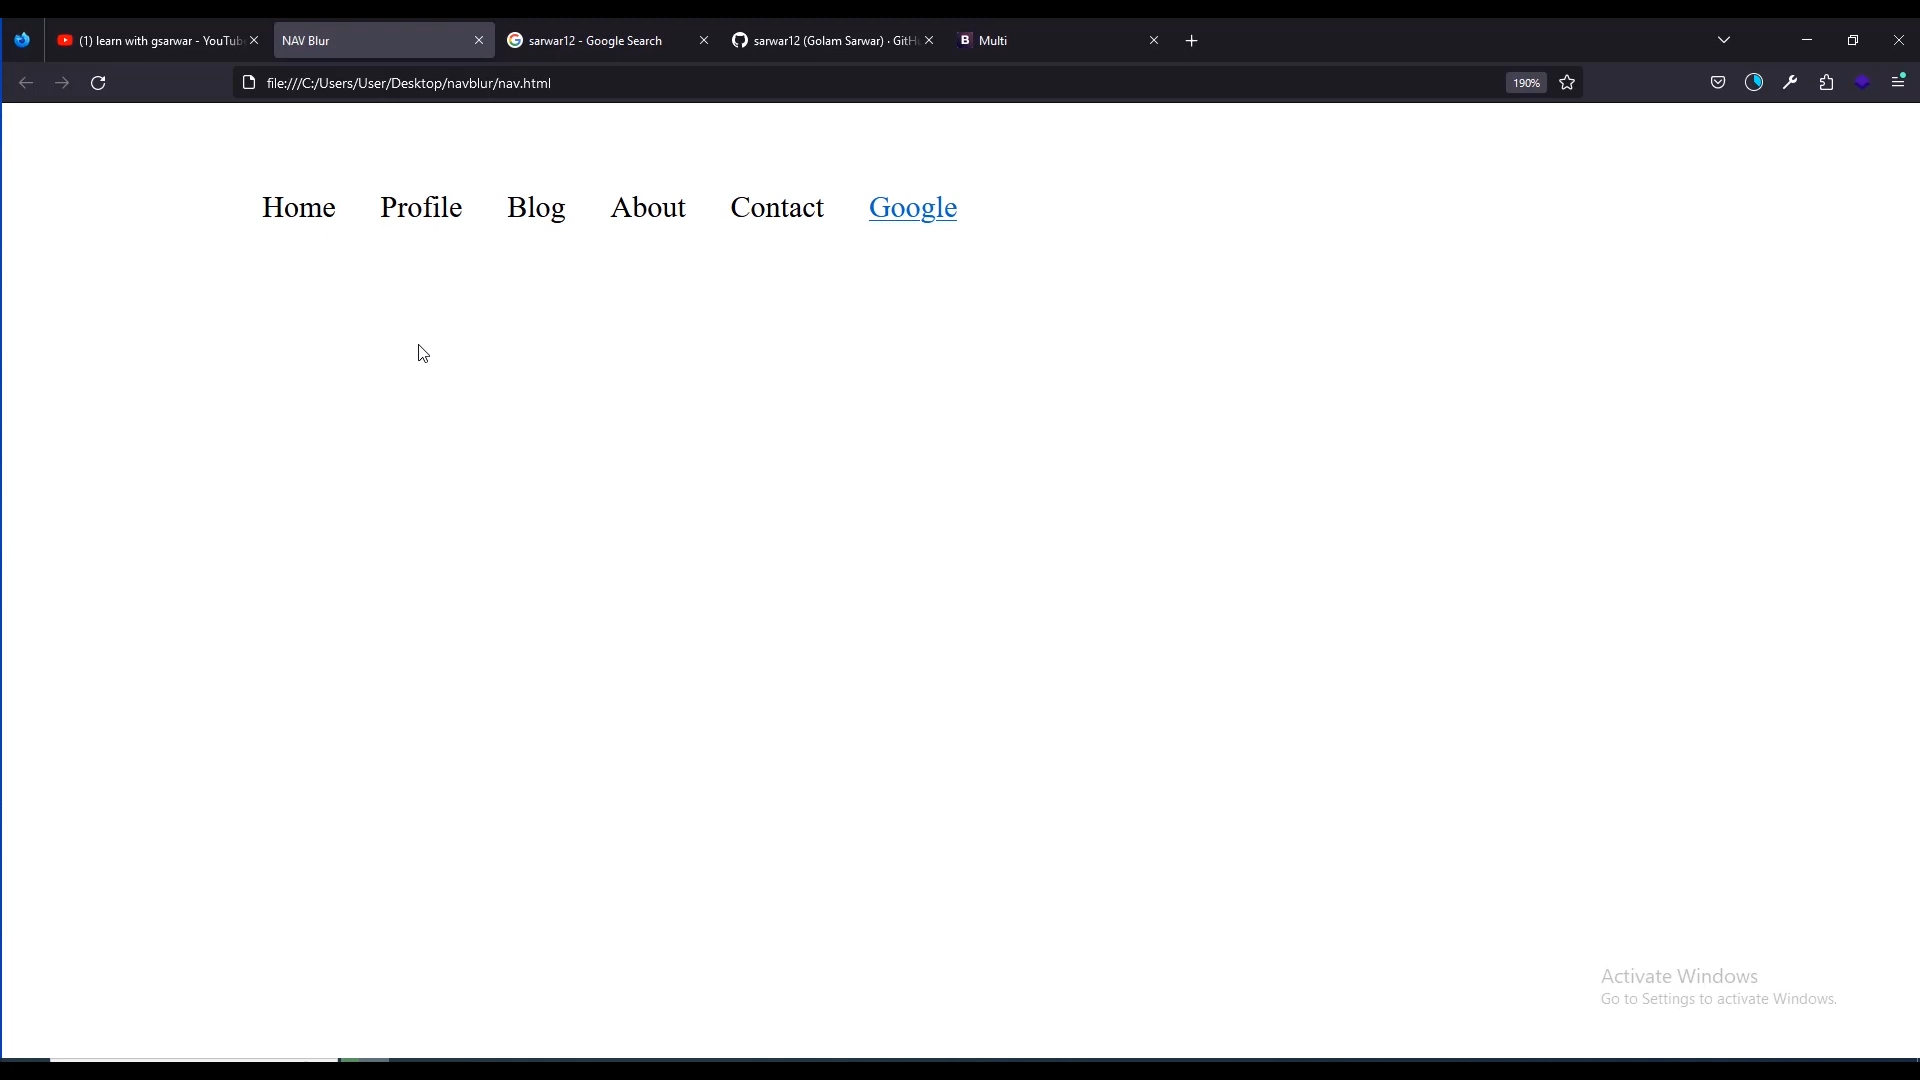 (1) learn with gsarwar - YouTub
NAV Blur
sarwar12 - Google Search
sarwar12 (Golam Sarwar) · GitH
B Multi
file:///C:/Users/User/Desktop/navblur/nav.html
190%
Home Profile Blog About Contact Google
Activate Windows
Go to Settings to activate Windows.